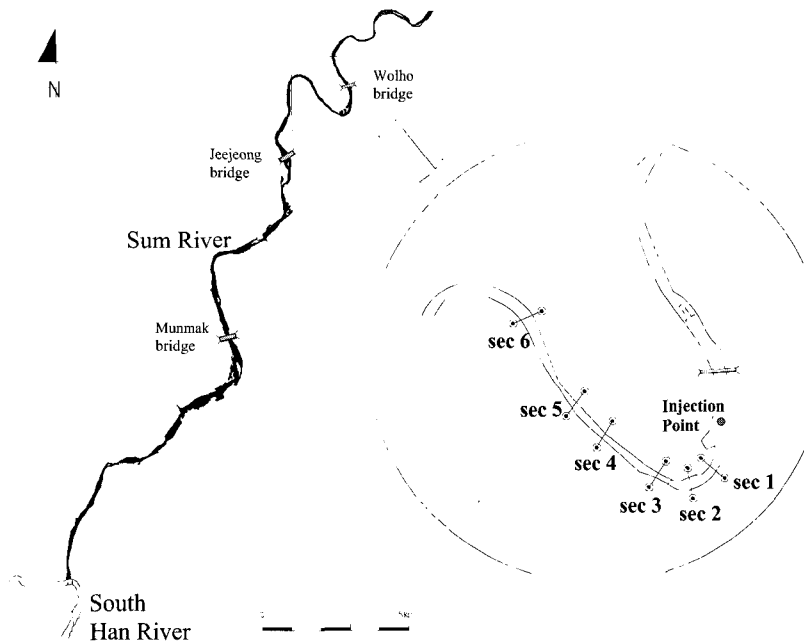 Wolho
bridge
N
Jeejeong
bridge
Sum River
Munmak
bridge
sec 6
sec 5
Injection
Point
sec 4
sec 1
sec 3
sec 2
South
Han River